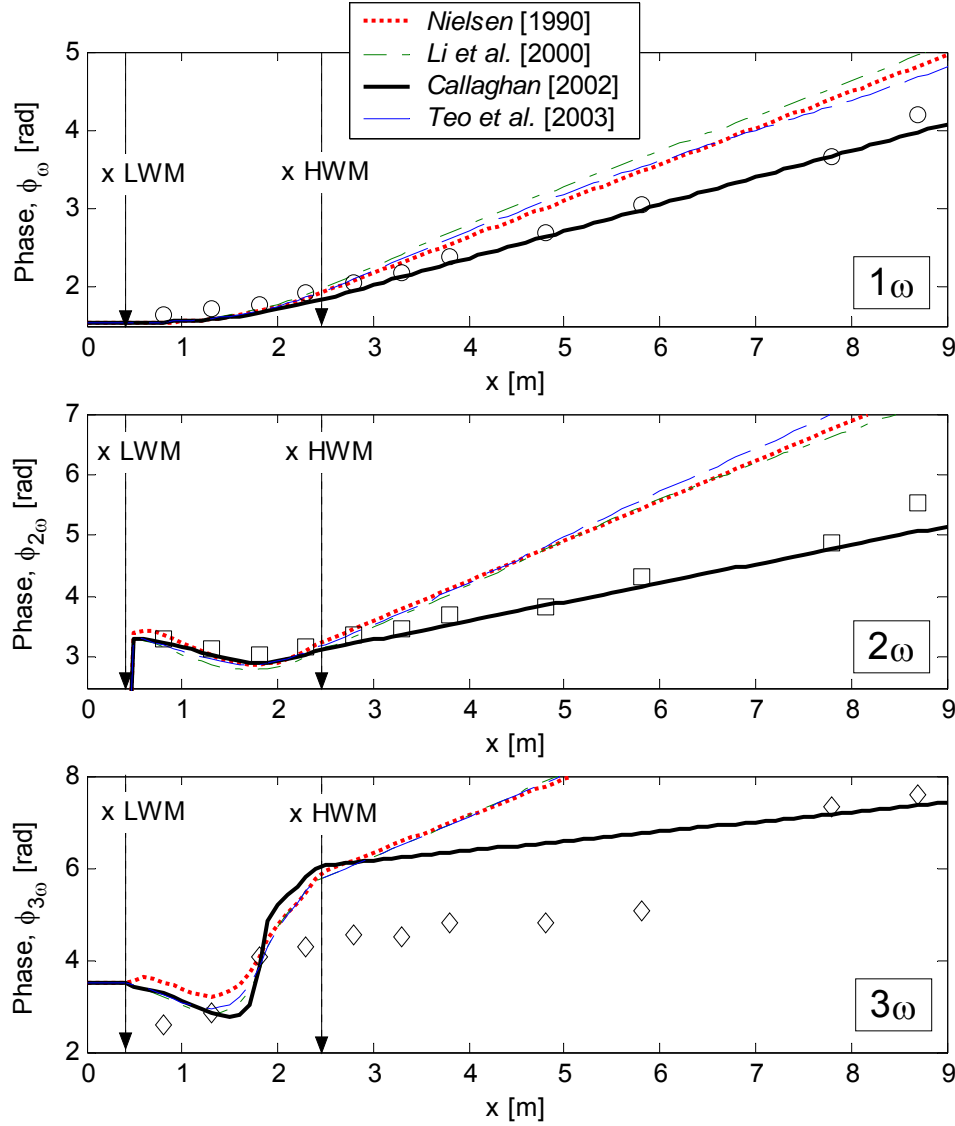 Nielsen [1990]
Li et al. [2000]
Callaghan [2002]
Teo et al. [2003]
5
4
3
2
Phase, ϕω [rad]
x LWM
x HWM
1ω
0 1 2 3 4 5 6 7 8 9
x [m]
7
6
5
4
3
Phase, ϕ2ω [rad]
x LWM
x HWM
2ω
0 1 2 3 4 5 6 7 8 9
x [m]
8
6
4
2
Phase, ϕ3ω [rad]
x LWM
x HWM
3ω
0 1 2 3 4 5 6 7 8 9
x [m]